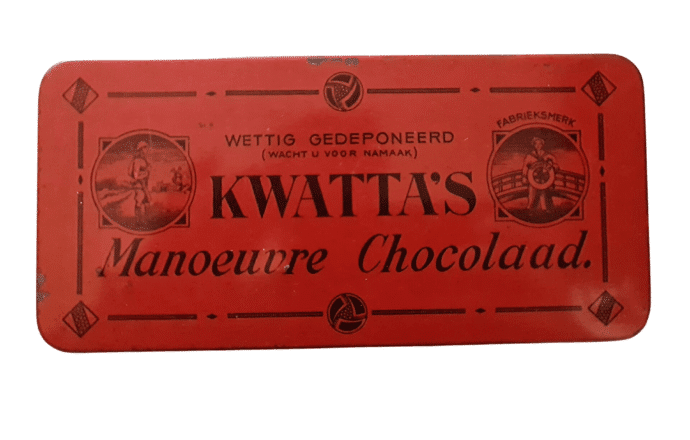 WETTIG GEDEPONEERD
(WACHT U VOOR NAMAAK)
FABRIEKSMERK
KWATTA'S
Manoeuvre Chocolaad.